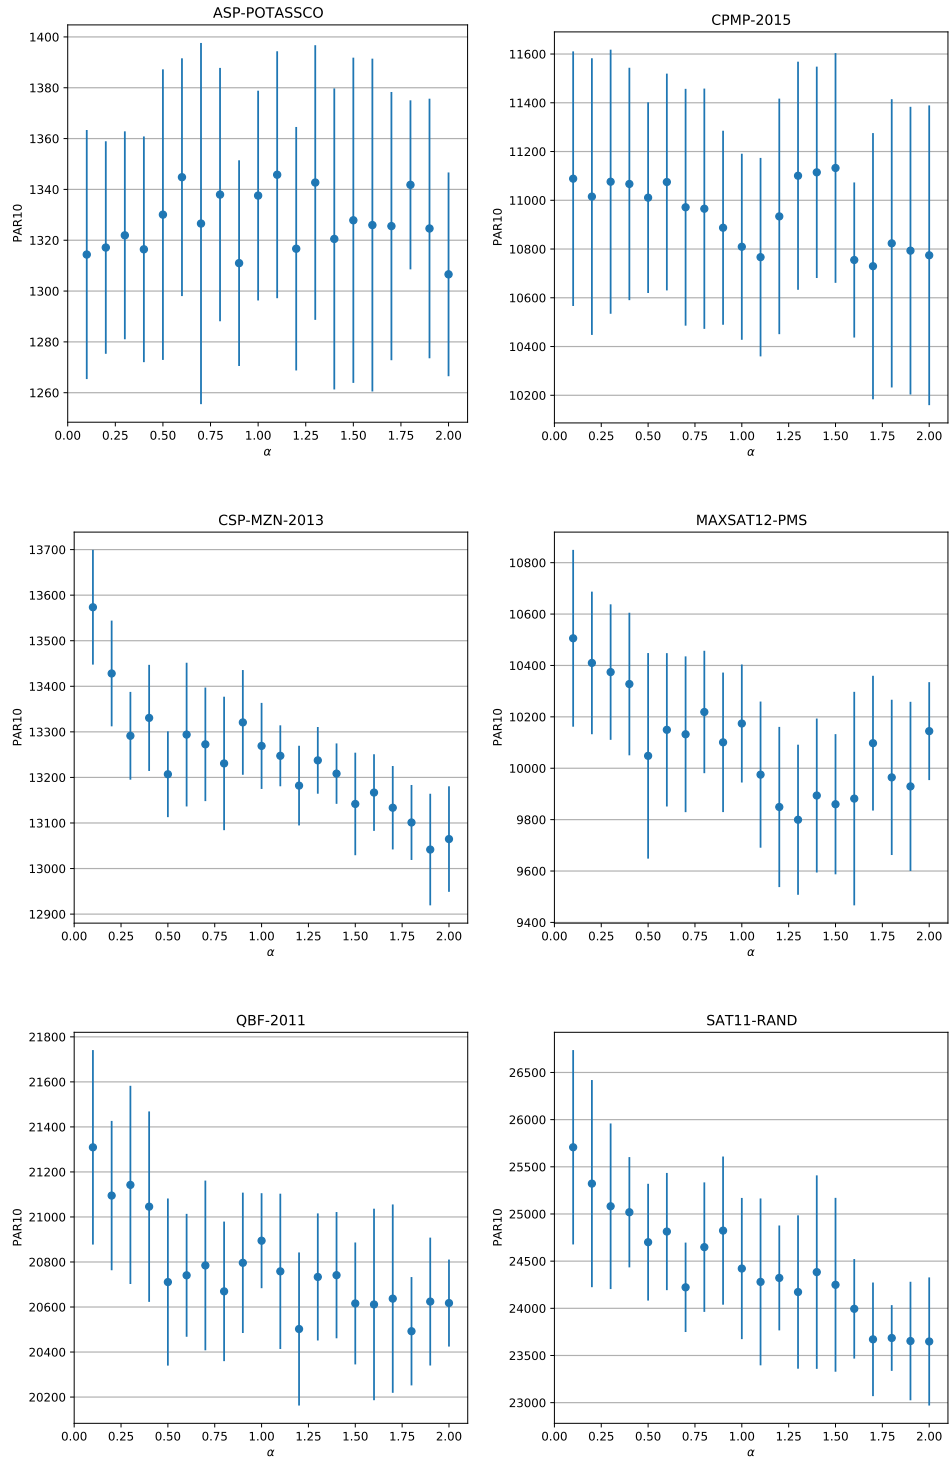 ASP-POTASSCO
PAR10
1400
1380
1360
1340
1320
1300
1280
1260
0.00 0.25 0.50 0.75 1.00 1.25 1.50 1.75 2.00
α
CPMP-2015
PAR10
11600
11400
11200
11000
10800
10600
10400
10200
0.00 0.25 0.50 0.75 1.00 1.25 1.50 1.75 2.00
α
CSP-MZN-2013
PAR10
13700
13600
13500
13400
13300
13200
13100
13000
12900
0.00 0.25 0.50 0.75 1.00 1.25 1.50 1.75 2.00
α
MAXSAT12-PMS
PAR10
10800
10600
10400
10200
10000
9800
9600
9400
0.00 0.25 0.50 0.75 1.00 1.25 1.50 1.75 2.00
α
QBF-2011
PAR10
21800
21600
21400
21200
21000
20800
20600
20400
20200
0.00 0.25 0.50 0.75 1.00 1.25 1.50 1.75 2.00
α
SAT11-RAND
PAR10
26500
26000
25500
25000
24500
24000
23500
23000
0.00 0.25 0.50 0.75 1.00 1.25 1.50 1.75 2.00
α